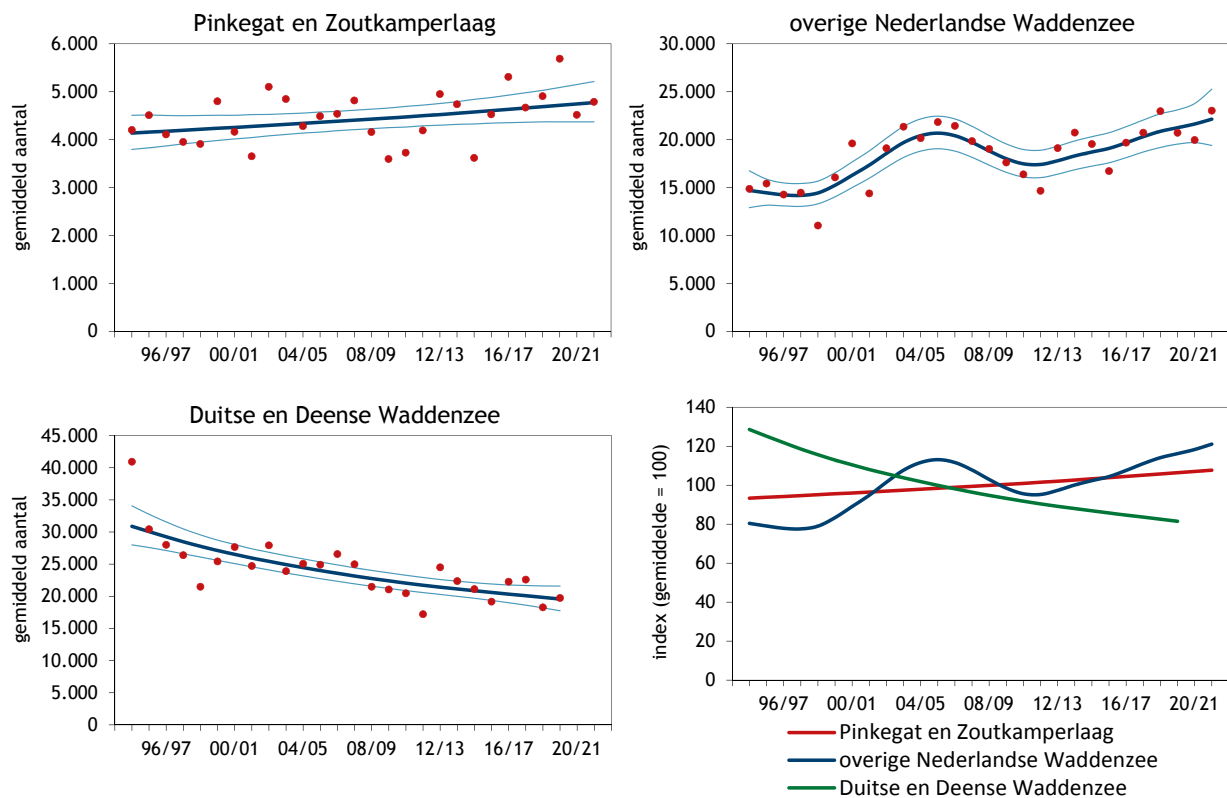 Pinkegat en Zoutkamperlaag
gemiddeld aantal
6.000
5.000
4.000
3.000
2.000
1.000
0
96/97 00/01 04/05 08/09 12/13 16/17 20/21
overige Nederlandse Waddenzee
gemiddeld aantal
30.000
25.000
20.000
15.000
10.000
5.000
0
96/97 00/01 04/05 08/09 12/13 16/17 20/21
Duitse en Deense Waddenzee
gemiddeld aantal
45.000
40.000
35.000
30.000
25.000
20.000
15.000
10.000
5.000
0
96/97 00/01 04/05 08/09 12/13 16/17 20/21
index (gemiddelde = 100)
140
120
100
80
60
40
20
0
96/97 00/01 04/05 08/09 12/13 16/17 20/21
Pinkegat en Zoutkamperlaag
overige Nederlandse Waddenzee
Duitse en Deense Waddenzee